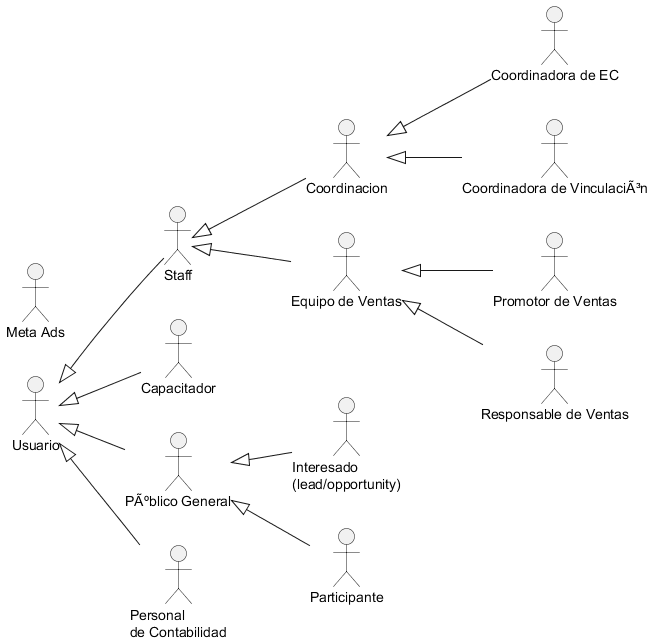 Coordinadora de EC
Coordinacion
Coordinadora de VinculaciÃ³n
Staff
Equipo de Ventas
Promotor de Ventas
Meta Ads
Capacitador
Responsable de Ventas
Usuario
Interesado
(lead/opportunity)
PÃºblico General
Participante
Personal
de Contabilidad